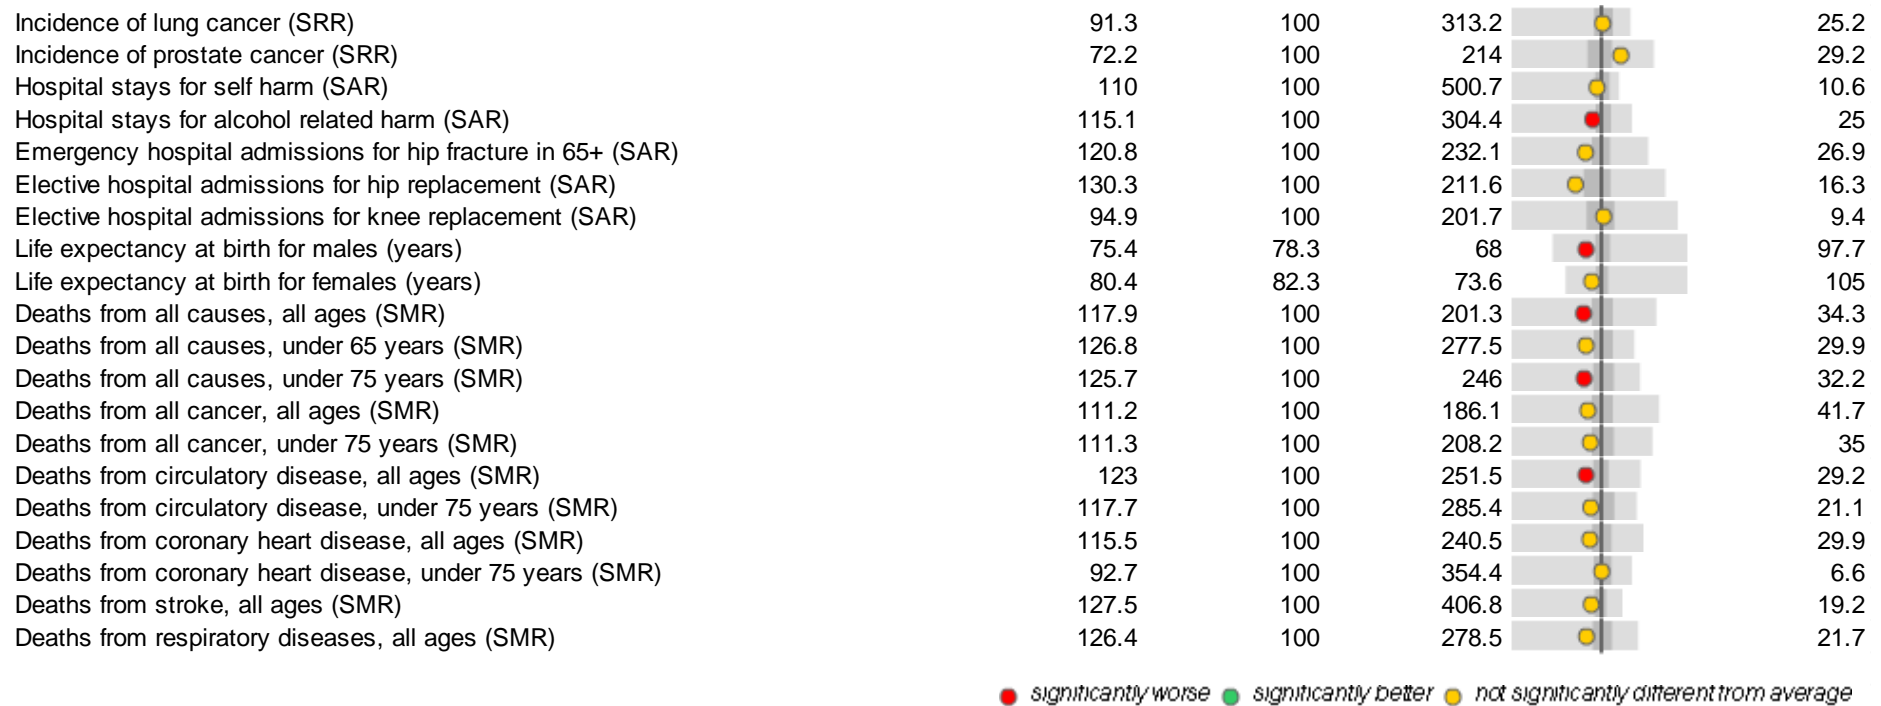 Incidence of lung cancer (SRR) 91.3 100 313.2 25.2
Incidence of prostate cancer (SRR) 72.2 100 214 29.2
Hospital stays for self harm (SAR) 110 100 500.7 10.6
Hospital stays for alcohol related harm (SAR) 115.1 100 304.4 25
Emergency hospital admissions for hip fracture in 65+ (SAR) 120.8 100 232.1 26.9
Elective hospital admissions for hip replacement (SAR) 130.3 100 211.6 16.3
Elective hospital admissions for knee replacement (SAR) 94.9 100 201.7 9.4
Life expectancy at birth for males (years) 75.4 78.3 68 97.7
Life expectancy at birth for females (years) 80.4 82.3 73.6 105
Deaths from all causes, all ages (SMR) 117.9 100 201.3 34.3
Deaths from all causes, under 65 years (SMR) 126.8 100 277.5 29.9
Deaths from all causes, under 75 years (SMR) 125.7 100 246 32.2
Deaths from all cancer, all ages (SMR) 111.2 100 186.1 41.7
Deaths from all cancer, under 75 years (SMR) 111.3 100 208.2 35
Deaths from circulatory disease, all ages (SMR) 123 100 251.5 29.2
Deaths from circulatory disease, under 75 years (SMR) 117.7 100 285.4 21.1
Deaths from coronary heart disease, all ages (SMR) 115.5 100 240.5 29.9
Deaths from coronary heart disease, under 75 years (SMR) 92.7 100 354.4 6.6
Deaths from stroke, all ages (SMR) 127.5 100 406.8 19.2
Deaths from respiratory diseases, all ages (SMR) 126.4 100 278.5 21.7
significantly worse significantly better not significantly different from average